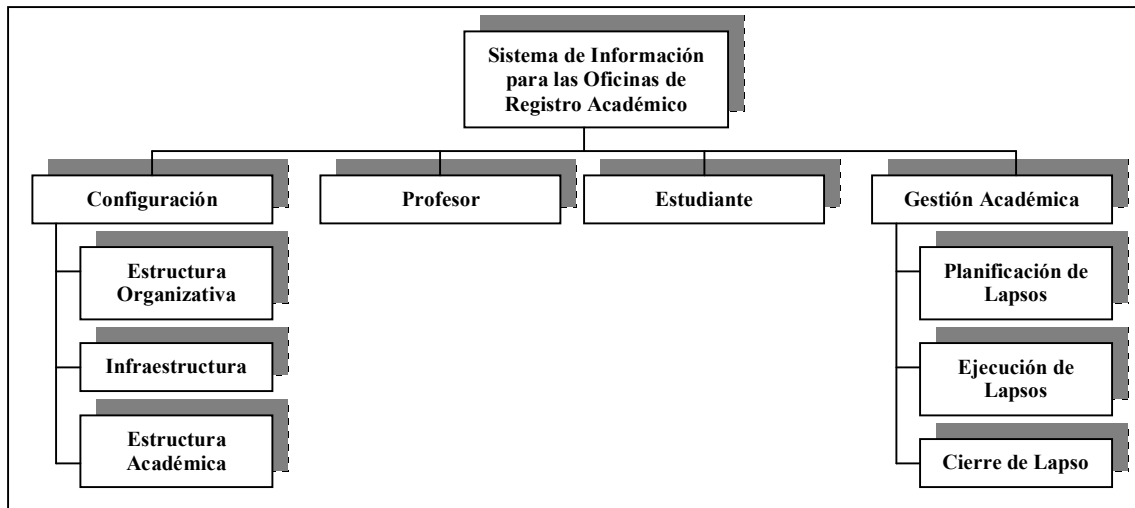 Sistema de Información
para las Oficinas de
Registro Académico
Configuración
Profesor
Estudiante
Gestión Académica
Estructura
Organizativa
Infraestructura
Estructura
Académica
Planificación de
Lapsos
Ejecución de
Lapsos
Cierre de Lapso